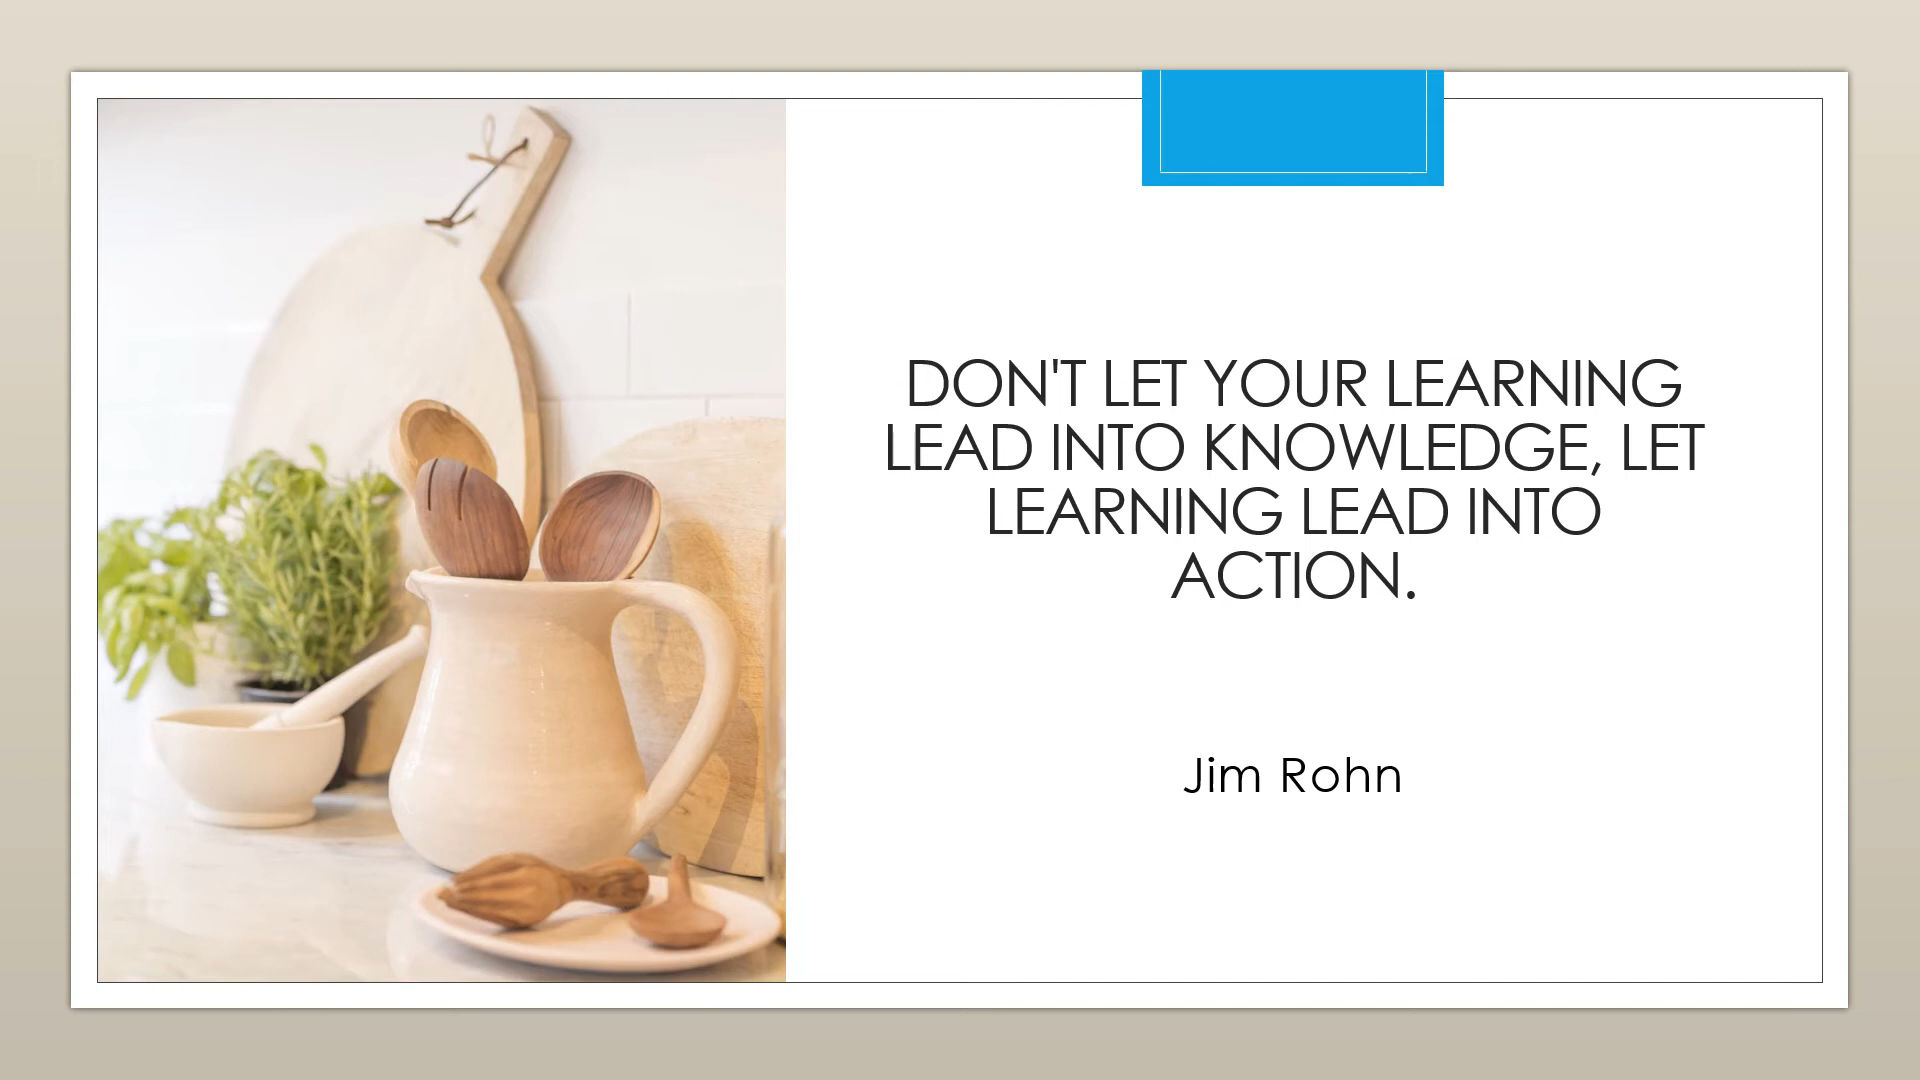 DON'T LET YOUR LEARNING
LEAD INTO KNOWLEDGE, LET
LEARNING LEAD INTO
ACTION.
Jim Rohn